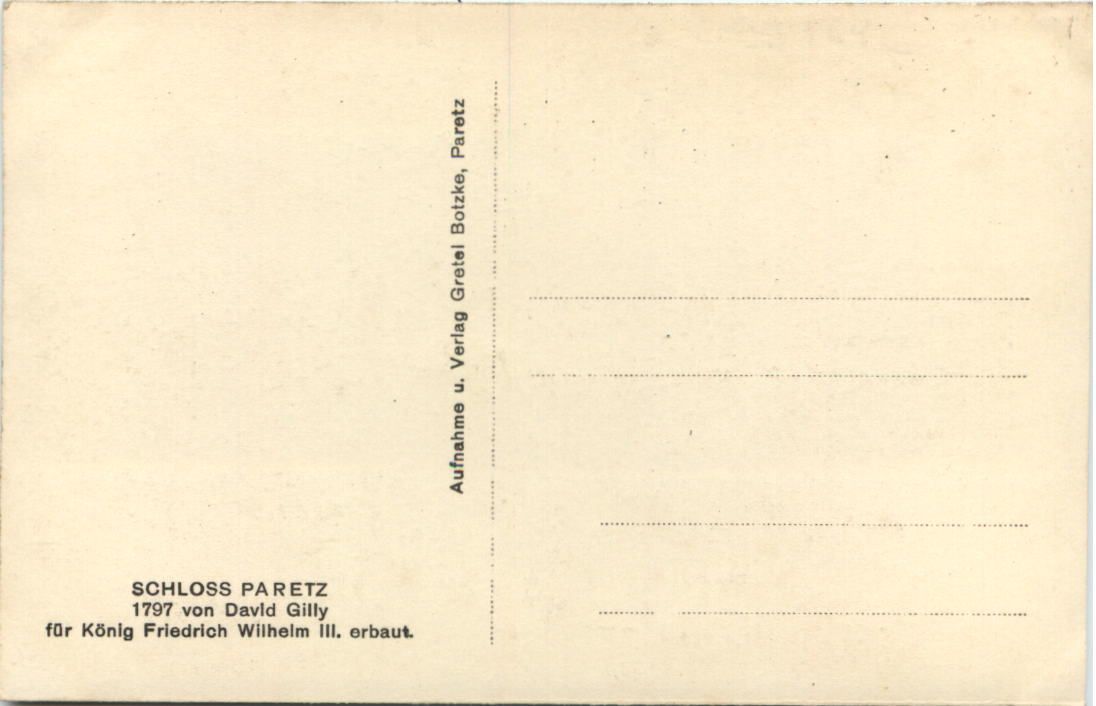 SCHLOSS PARETZ
1797 von David Gilly
für König Friedrich Wilhelm III. erbaut.
Aufnahme u. Verlag Gretel Botzke, Paretz